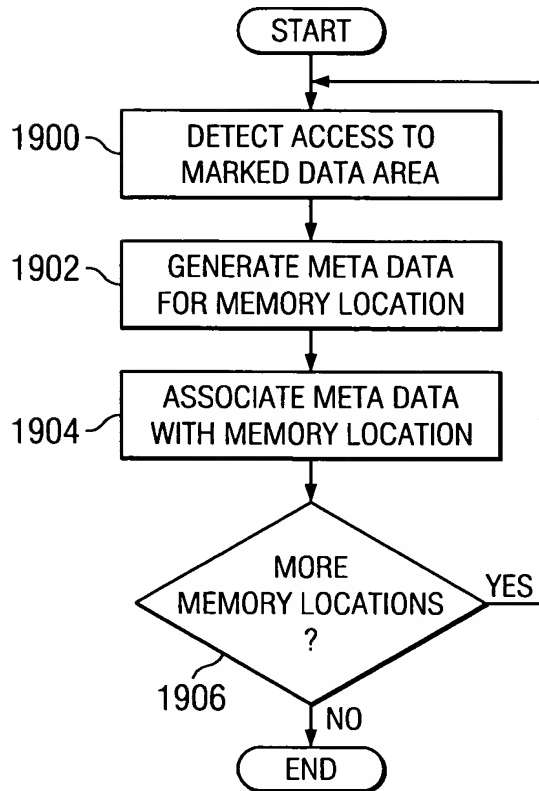 START
1900
DETECT ACCESS TO
MARKED DATA AREA
1902
GENERATE META DATA
FOR MEMORY LOCATION
1904
ASSOCIATE META DATA
WITH MEMORY LOCATION
MORE
MEMORY LOCATIONS
?
YES
1906
NO
END